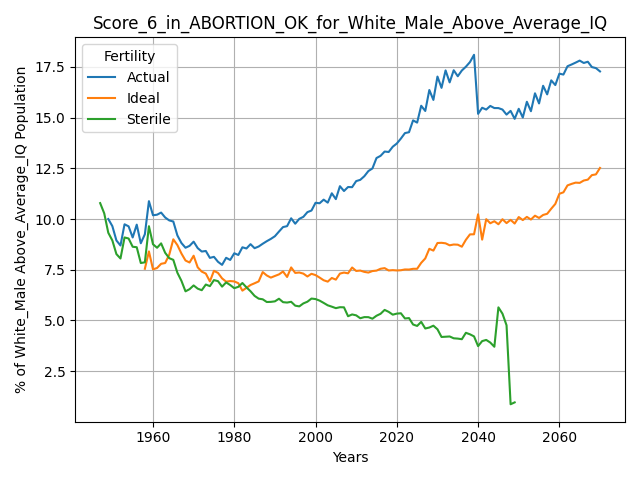 Score_6_in_ABORTION_OK_for_White_Male_Above_Average_IQ
% of White_Male Above_Average_IQ Population
17.5
15.0
12.5
10.0
7.5
5.0
2.5
Fertility
Actual
Ideal
Sterile
1960
1980
2000
2020
2040
2060
Years